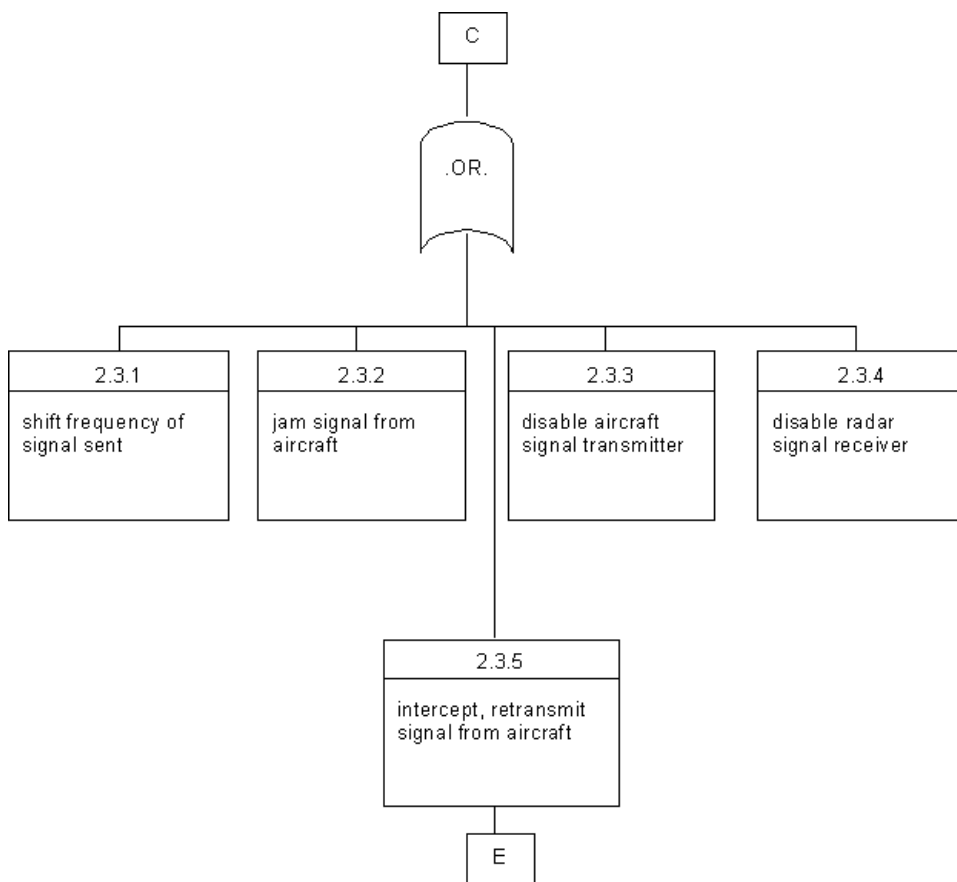 C
.OR.
2.3.1
shift frequency of
signal sent
2.3.2
jam signal from
aircraft
2.3.3
disable aircraft
signal transmitter
2.3.4
disable radar
signal receiver
2.3.5
intercept, retransmit
signal from aircraft
E